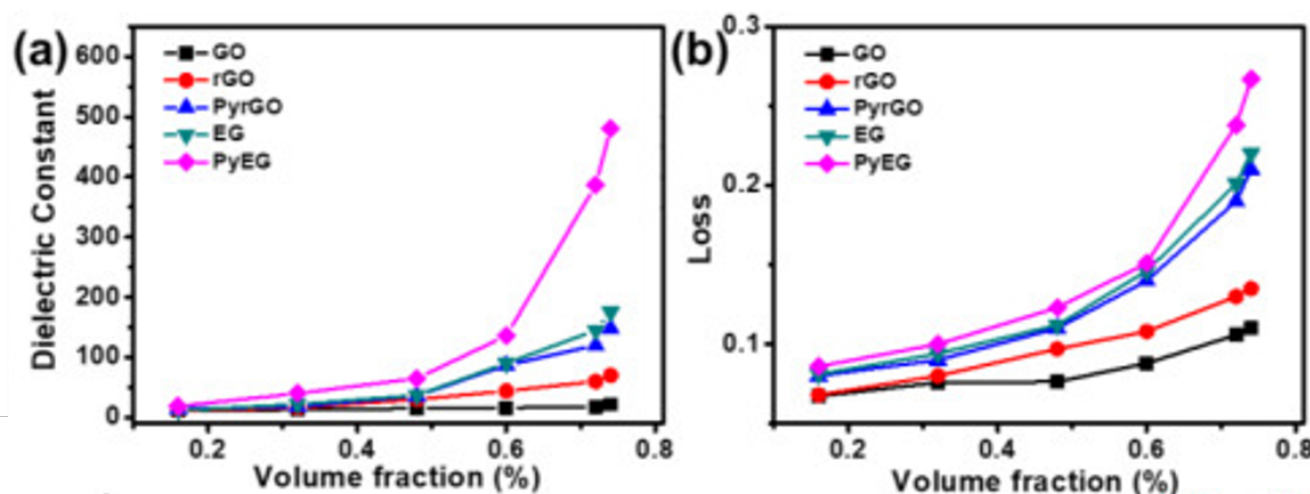 (a)
600
500
400
300
200
100
0
Dielectric Constant
GO
rGO
PyrGO
EG
PyEG
0.2 0.4 0.6 0.8
Volume fraction (%)
(b)
0.3
0.2
0.1
Loss
GO
rGO
PyrGO
EG
PyEG
0.2 0.4 0.6 0.8
Volume fraction (%)